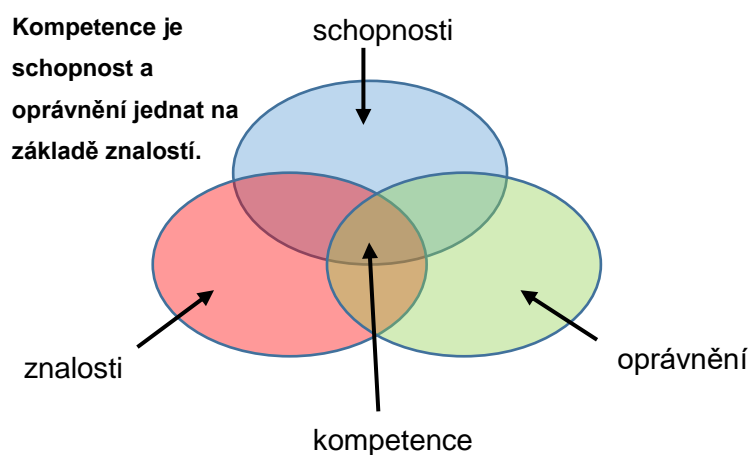 Kompetence je
schopnost a
oprávnění jednat na
základě znalostí.
schopnosti
znalosti
oprávnění
kompetence